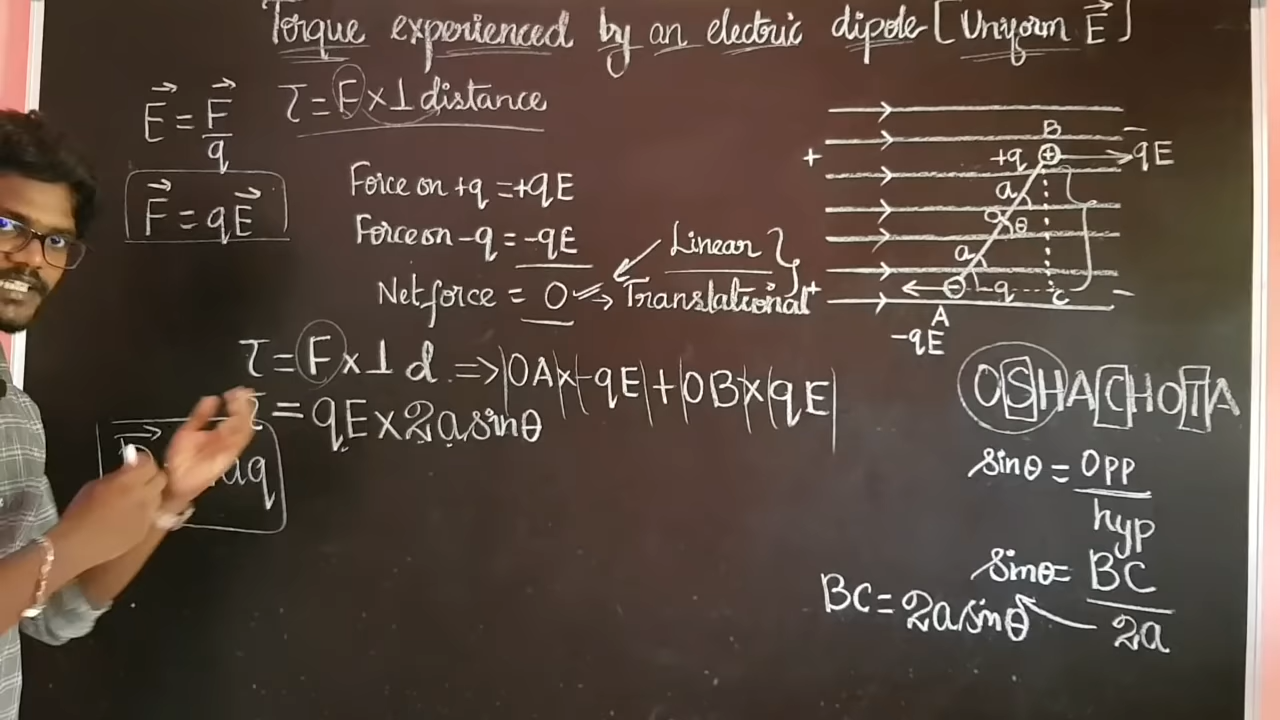 Torque experienced by an electric dipole [Uniform E⃗]
E⃗ = F⃗/q
τ = F × ⊥ distance
F⃗ = qE⃗
Force on +q = +qE
Force on -q = -qE
Net force = 0
Linear
Translational
τ = F × ⊥ d => |OA × |-qE| + |OB| × |qE|
τ = qE × 2a sinθ
aq
B
+
+q
+
qE
-
a
O
θ
a
-
q
C
+
-
A
-qE
OSHACHOTA
sinθ = opp/hyp
sinθ = BC/2a
BC = 2a sinθ